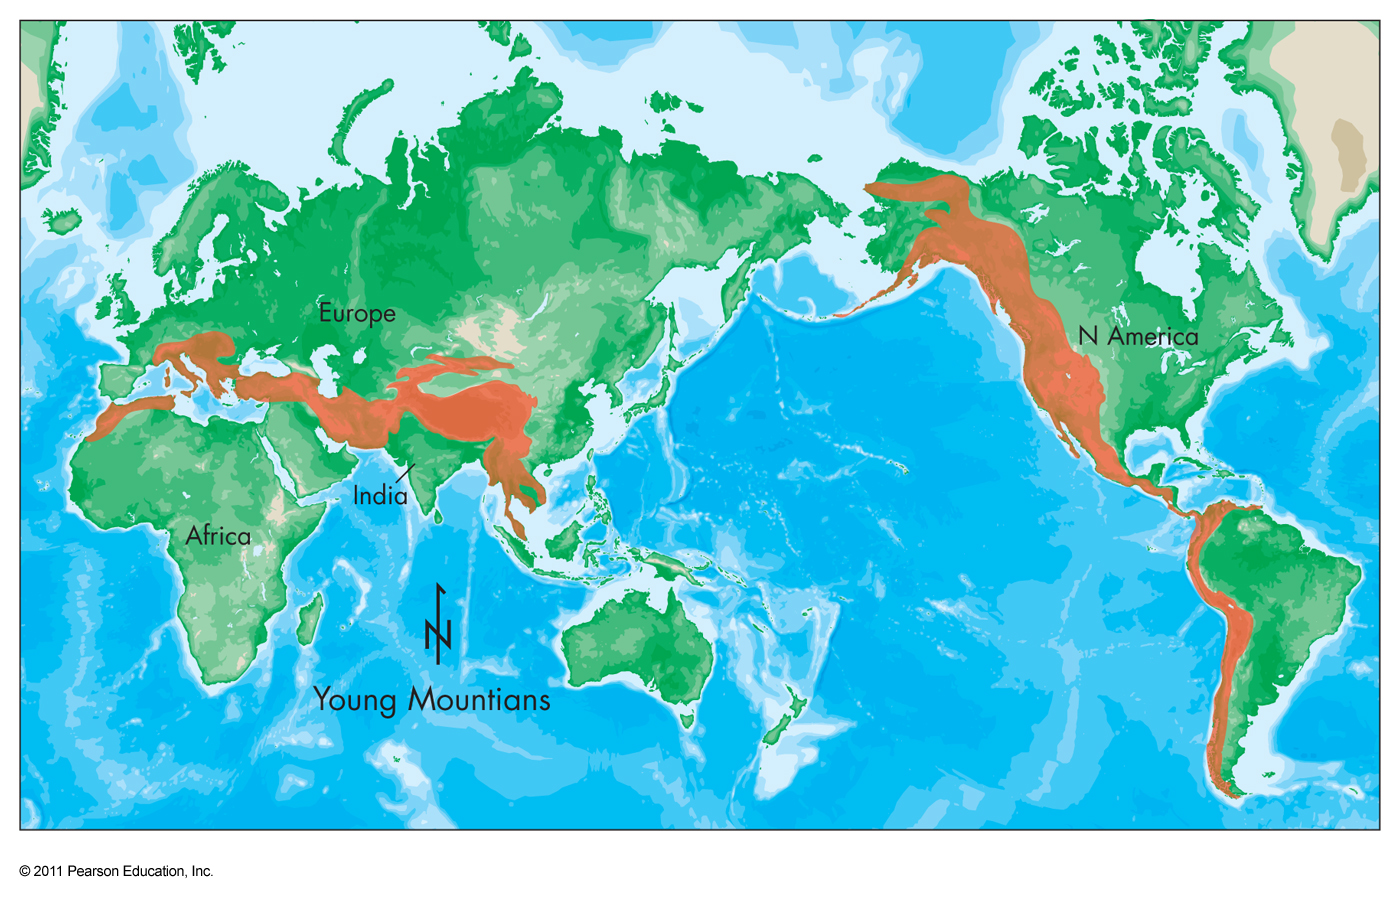 Europe
N America
India
Africa
N
Young Mountians
© 2011 Pearson Education, Inc.